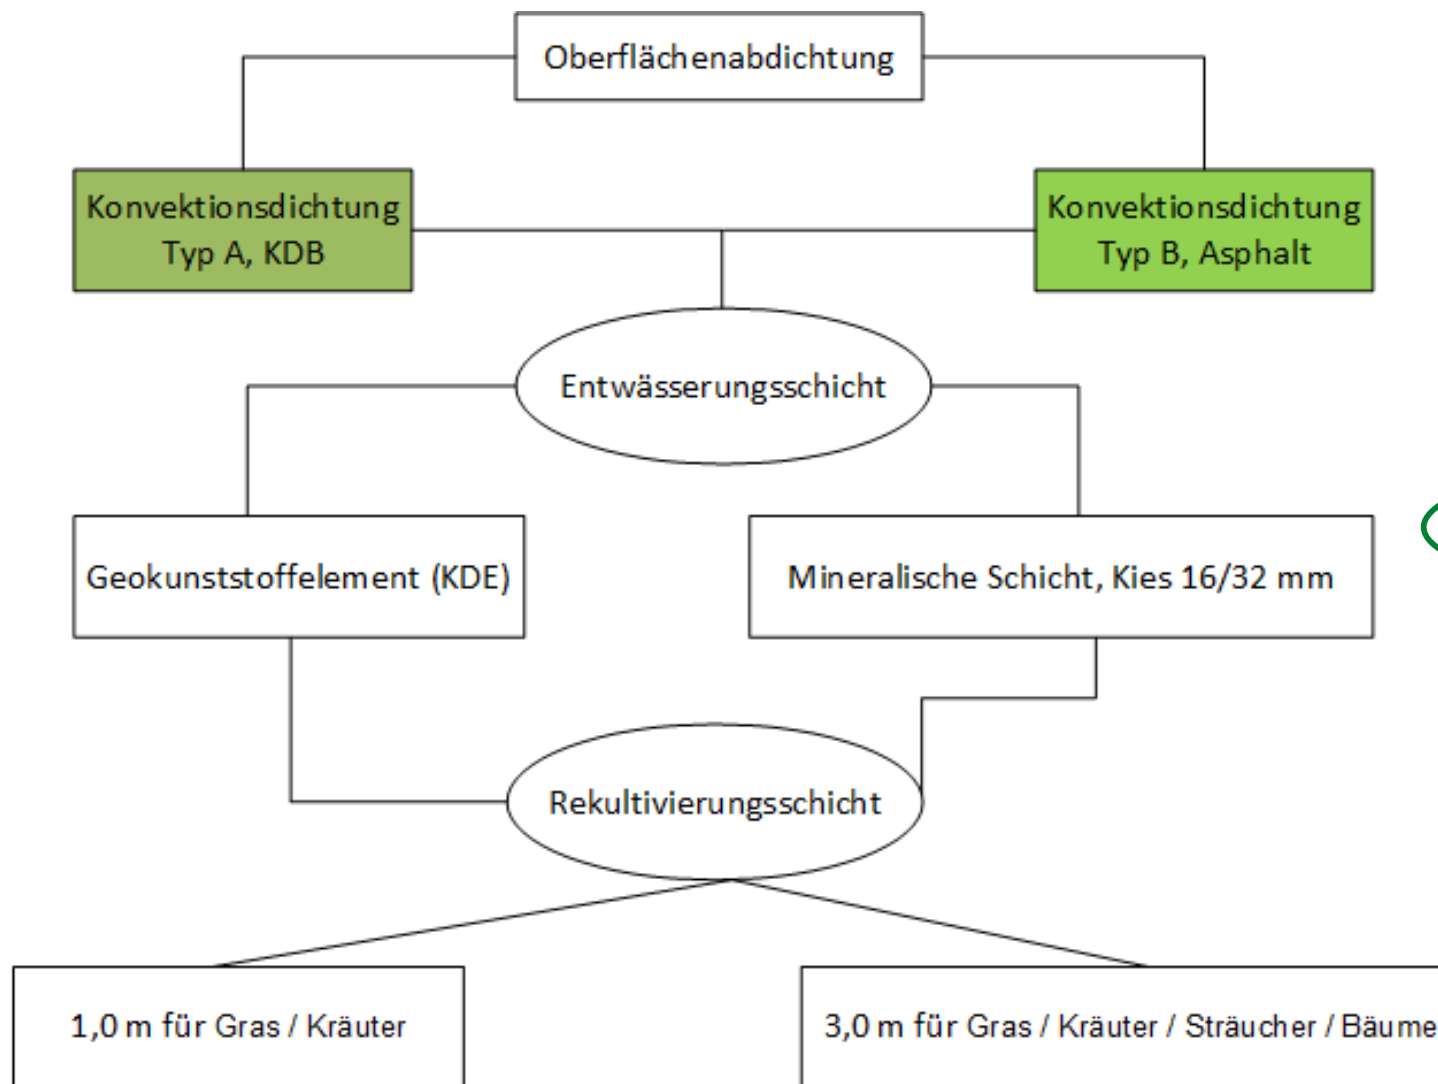 Oberflächenabdichtung
Konvektionsdichtung
Typ A, KDB
Konvektionsdichtung
Typ B, Asphalt
Entwässerungsschicht
Geokunststoffelement (KDE)
Mineralische Schicht, Kies 16/32 mm
Rekultivierungsschicht
1,0 m für Gras / Kräuter
3,0 m für Gras / Kräuter / Sträucher / Bäume